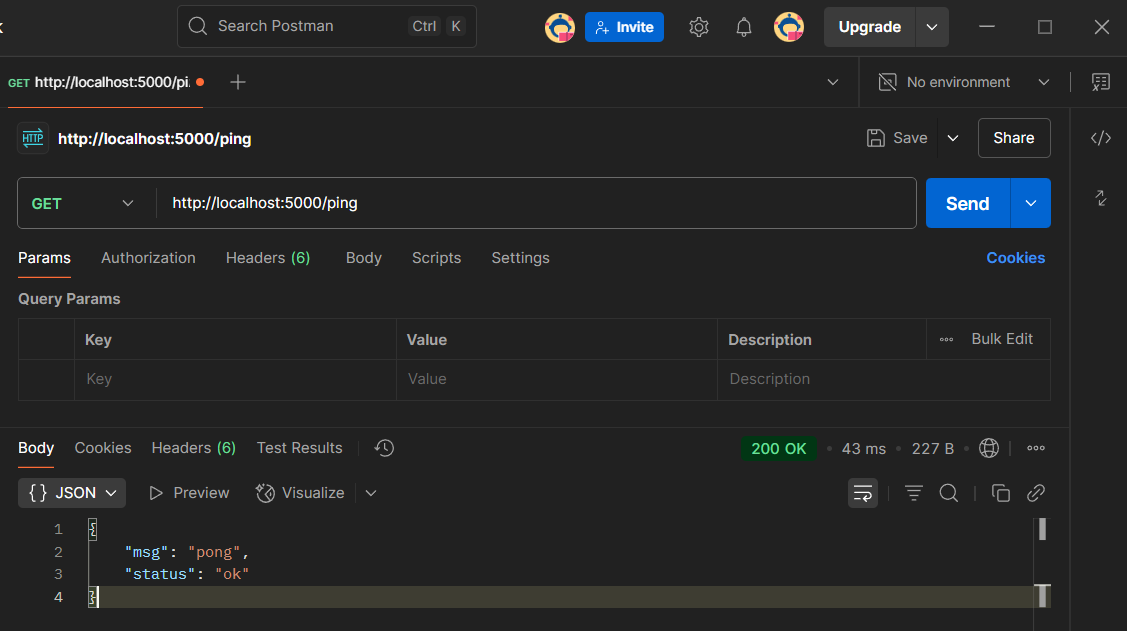 Search Postman Ctrl K Invite Upgrade
GET http://localhost:5000/pi. No environment
HTTP http://localhost:5000/ping Save Share
GET http://localhost:5000/ping Send
Params Authorization Headers (6) Body Scripts Settings Cookies
Query Params
Key Value Description Bulk Edit
Key Value Description
Body Cookies Headers (6) Test Results 200 OK 43 ms 227 B
{} JSON Preview Visualize
1 {
2 "msg": "pong",
3 "status": "ok"
4 }